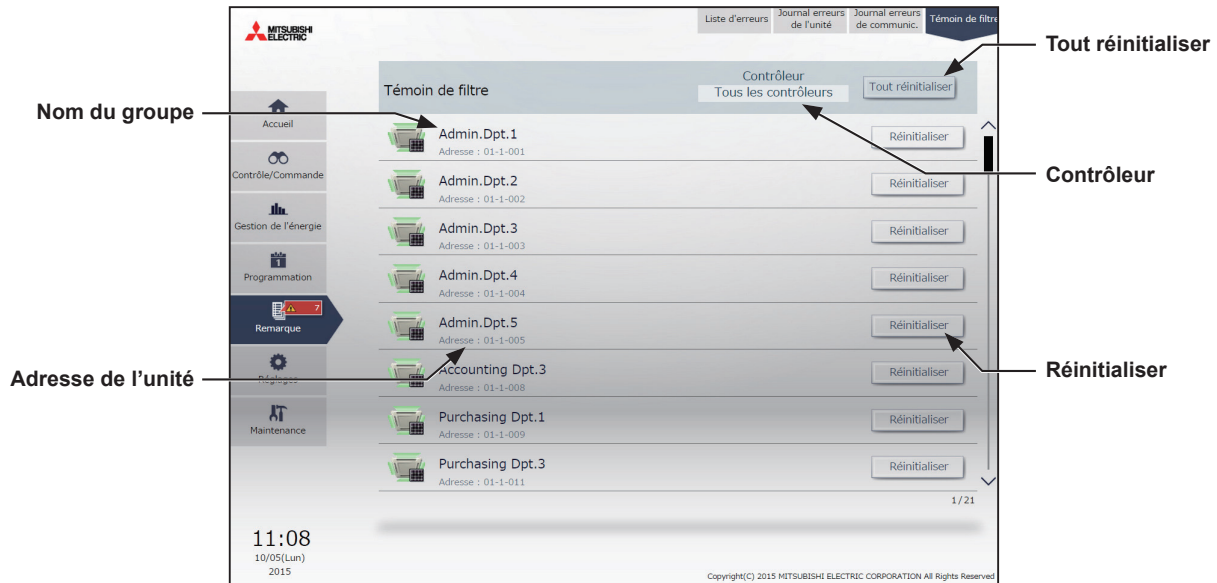 MITSUBISHI
ELECTRIC
Liste d'erreurs
Journal erreurs
de l'unité
Journal erreurs
de communic.
Témoin de filtre
Tout réinitialiser
Témoin de filtre
Contrôleur
Tous les contrôleurs
Tout réinitialiser
Nom du groupe
Accueil
Contrôle/Commande
Gestion de l'énergie
Programmation
7
Remarque
Réglages
Maintenance
Adresse de l'unité
Admin.Dpt.1
Adresse : 01-1-001
Réinitialiser
Admin.Dpt.2
Adresse : 01-1-002
Réinitialiser
Contrôleur
Admin.Dpt.3
Adresse : 01-1-003
Réinitialiser
Admin.Dpt.4
Adresse : 01-1-004
Réinitialiser
Admin.Dpt.5
Adresse : 01-1-005
Réinitialiser
Accounting Dpt.3
Adresse : 01-1-008
Réinitialiser
Réinitialiser
Purchasing Dpt.1
Adresse : 01-1-009
Réinitialiser
Purchasing Dpt.3
Adresse : 01-1-011
Réinitialiser
1/21
11:08
10/05(Lun)
2015
Copyright(C) 2015 MITSUBISHI ELECTRIC CORPORATION All Rights Reserved